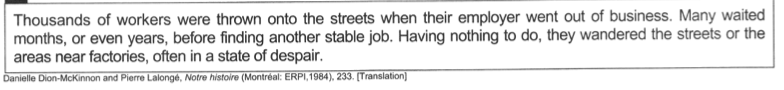 Thousands of workers were thrown onto the streets when their employer went out of business. Many waited
months, or even years, before finding another stable job. Having nothing to do, they wandered the streets or the
areas near factories, often in a state of despair.
Danielle Dion-McKinnon and Pierre Lalongé, Notre histoire (Montréal: ERPI,1984), 233. [Translation]